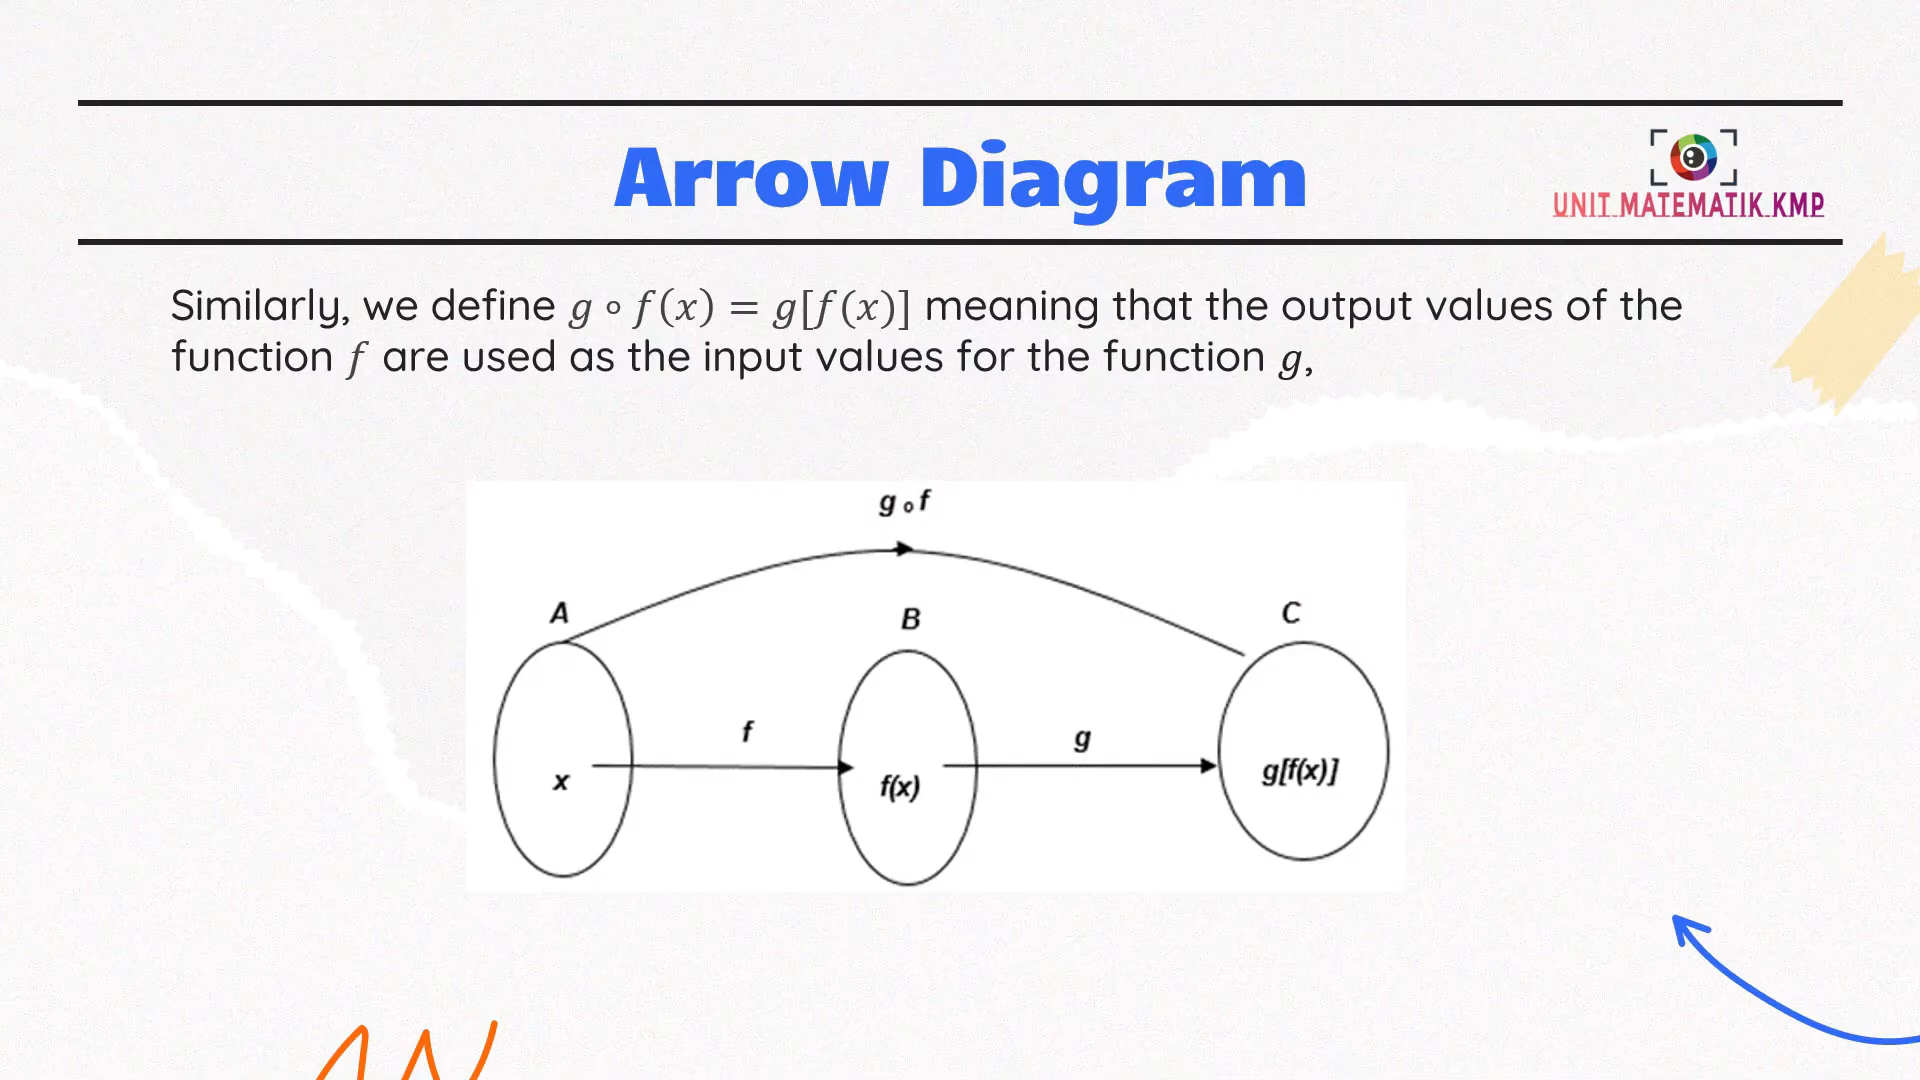 Arrow Diagram
UNIT MATEMATIK KMP
Similarly, we define g ∘ f(x) = g[f(x)] meaning that the output values of the
function f are used as the input values for the function g,
g o f
A
B
C
f
g
x
f(x)
g[f(x)]